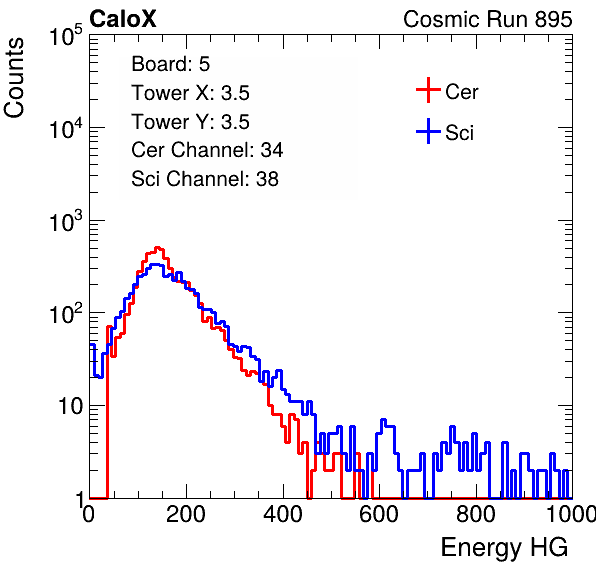 CaloX Cosmic Run 895
Counts
Board: 5
Tower X: 3.5
Tower Y: 3.5
Cer Channel: 34
Sci Channel: 38
Cer
Sci
10^5
10^4
10^3
10^2
10
1
0 200 400 600 800 1000
Energy HG